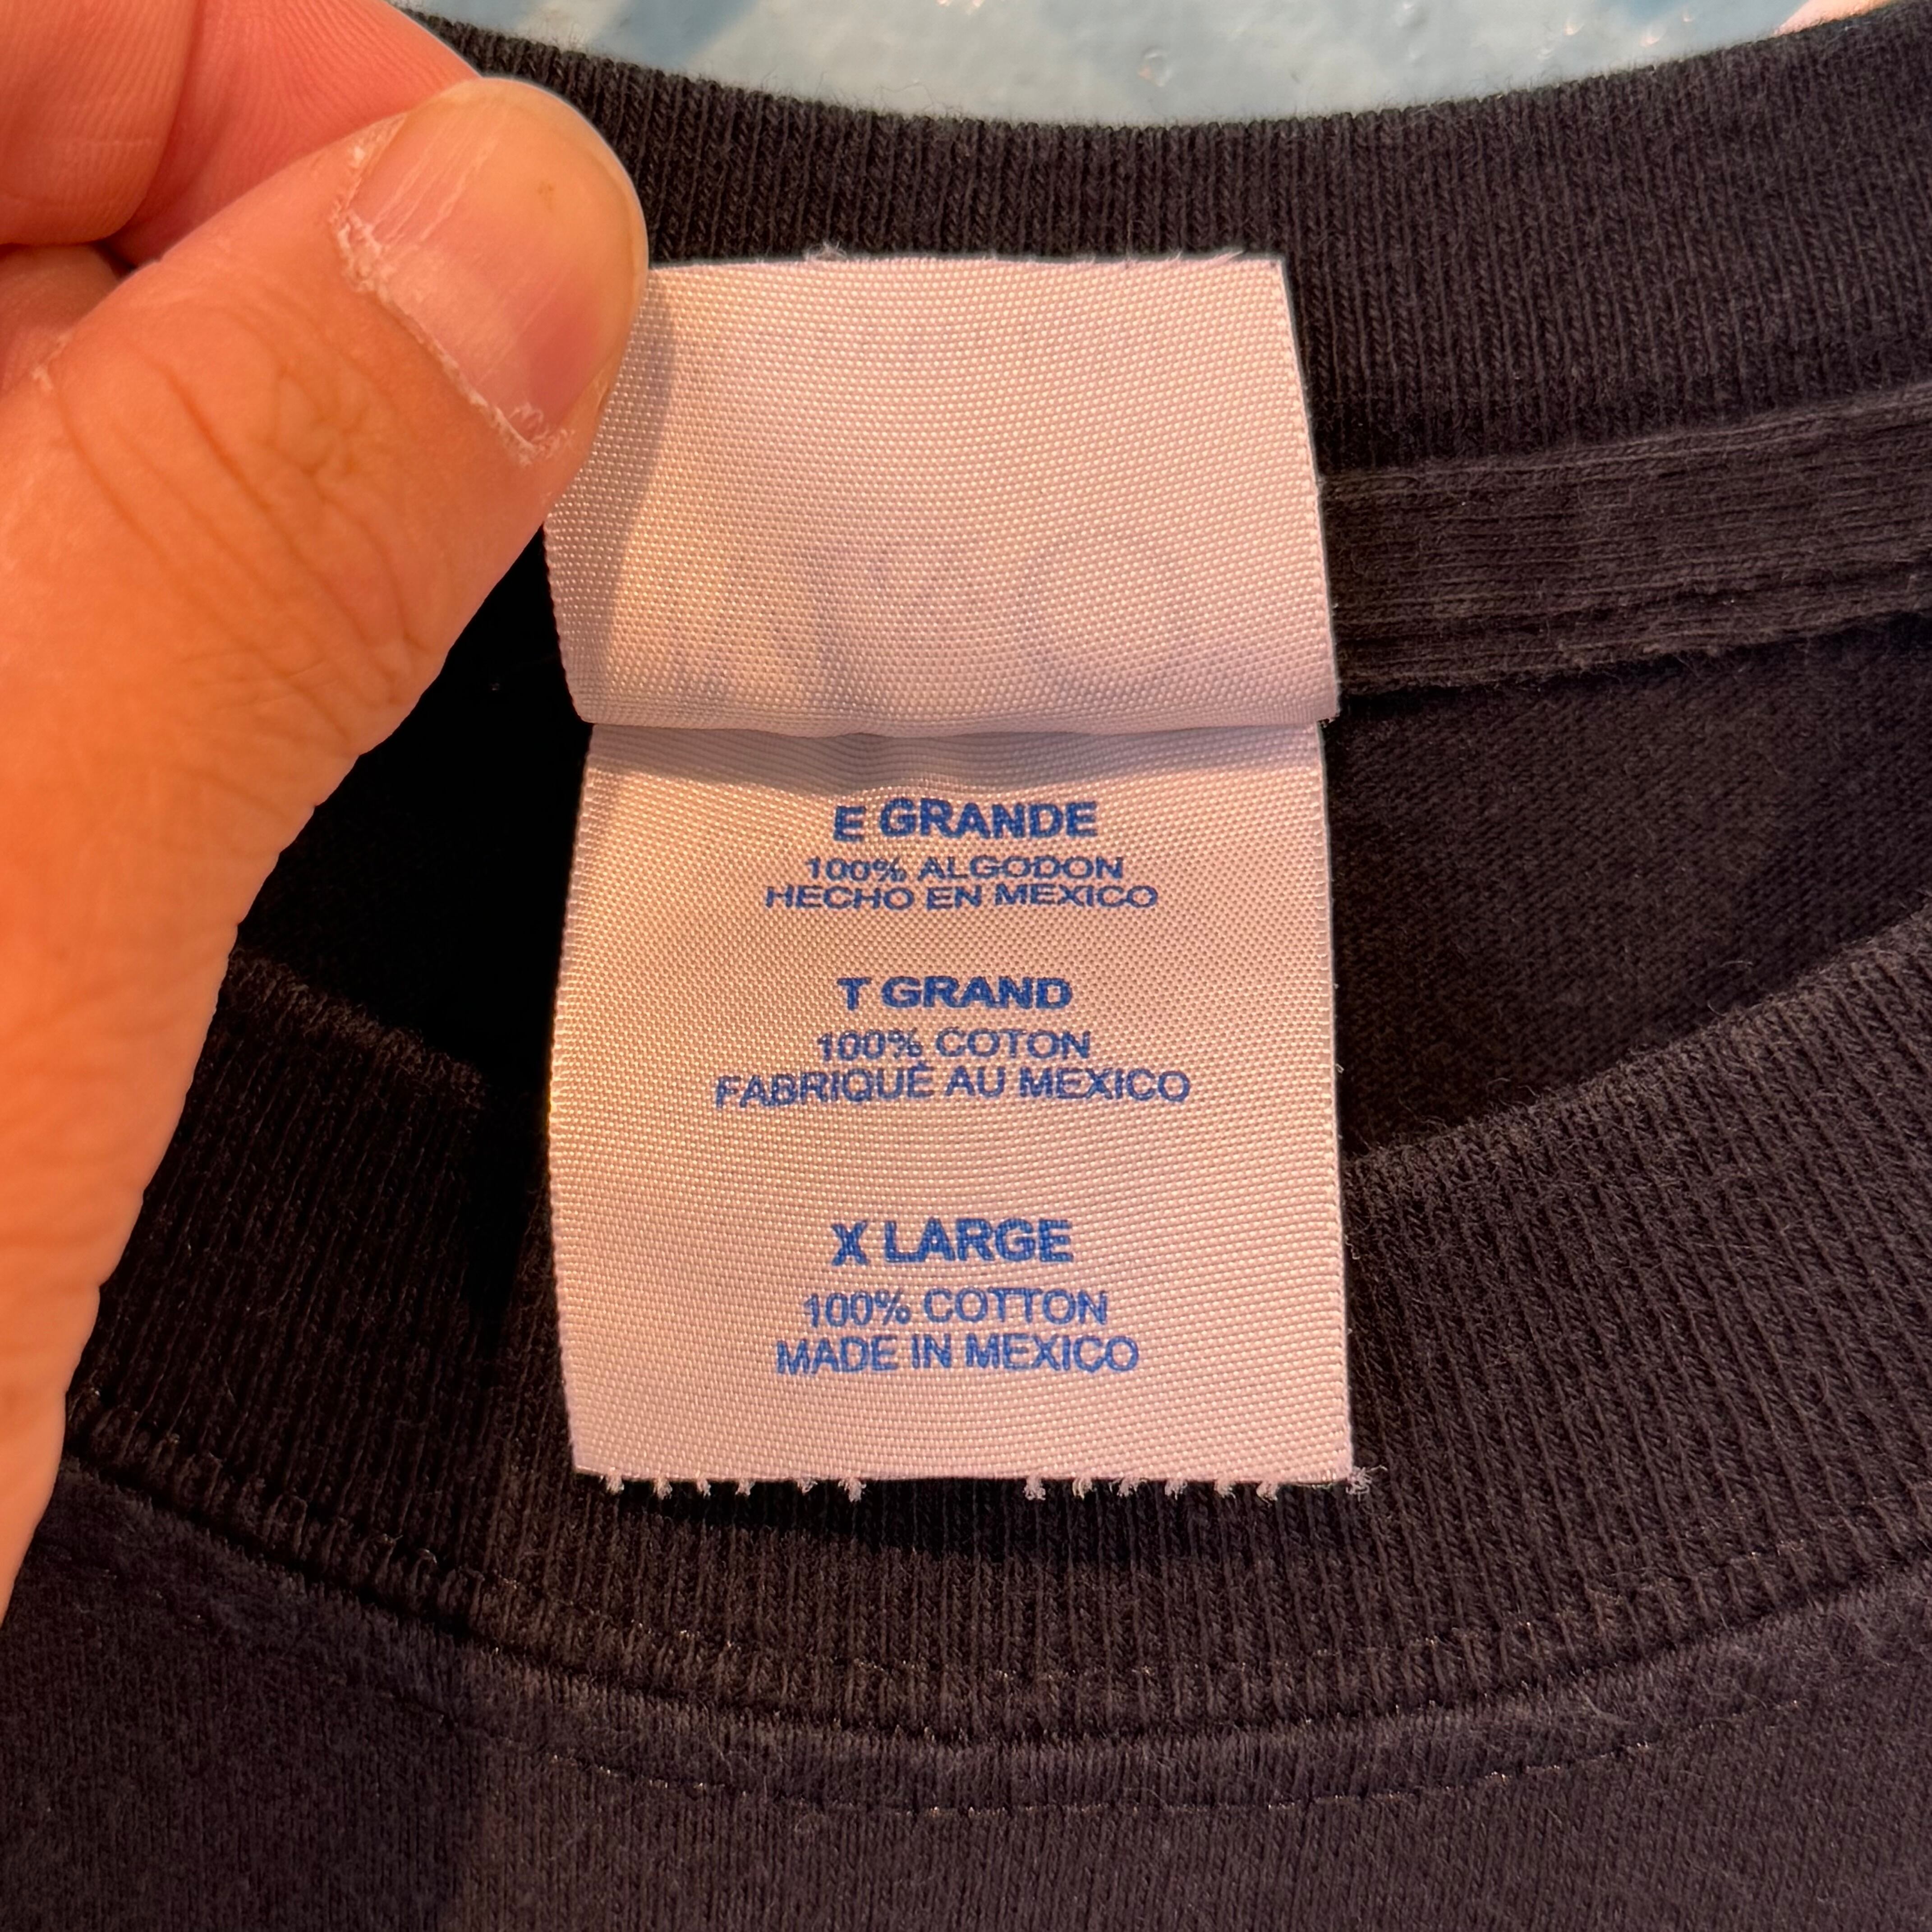 E GRANDE
100% ALGODON
HECHO EN MEXICO
T GRAND
100% COTON
FABRIQUÉ AU MEXICO
X LARGE
100% COTTON
MADE IN MEXICO